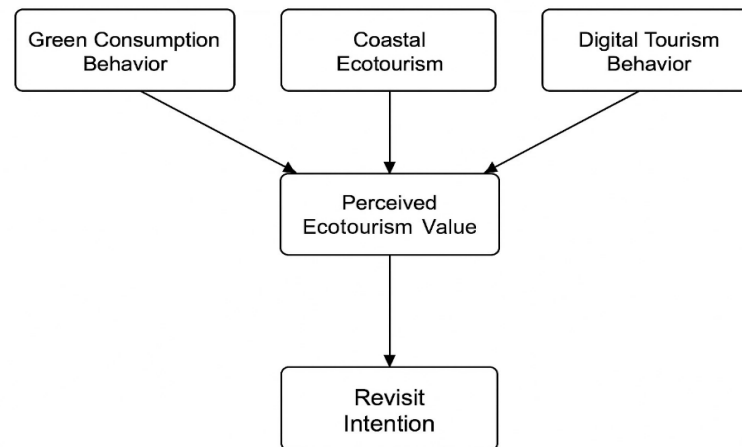 Green Consumption
Behavior
Coastal
Ecotourism
Digital Tourism
Behavior
Perceived
Ecotourism Value
Revisit
Intention